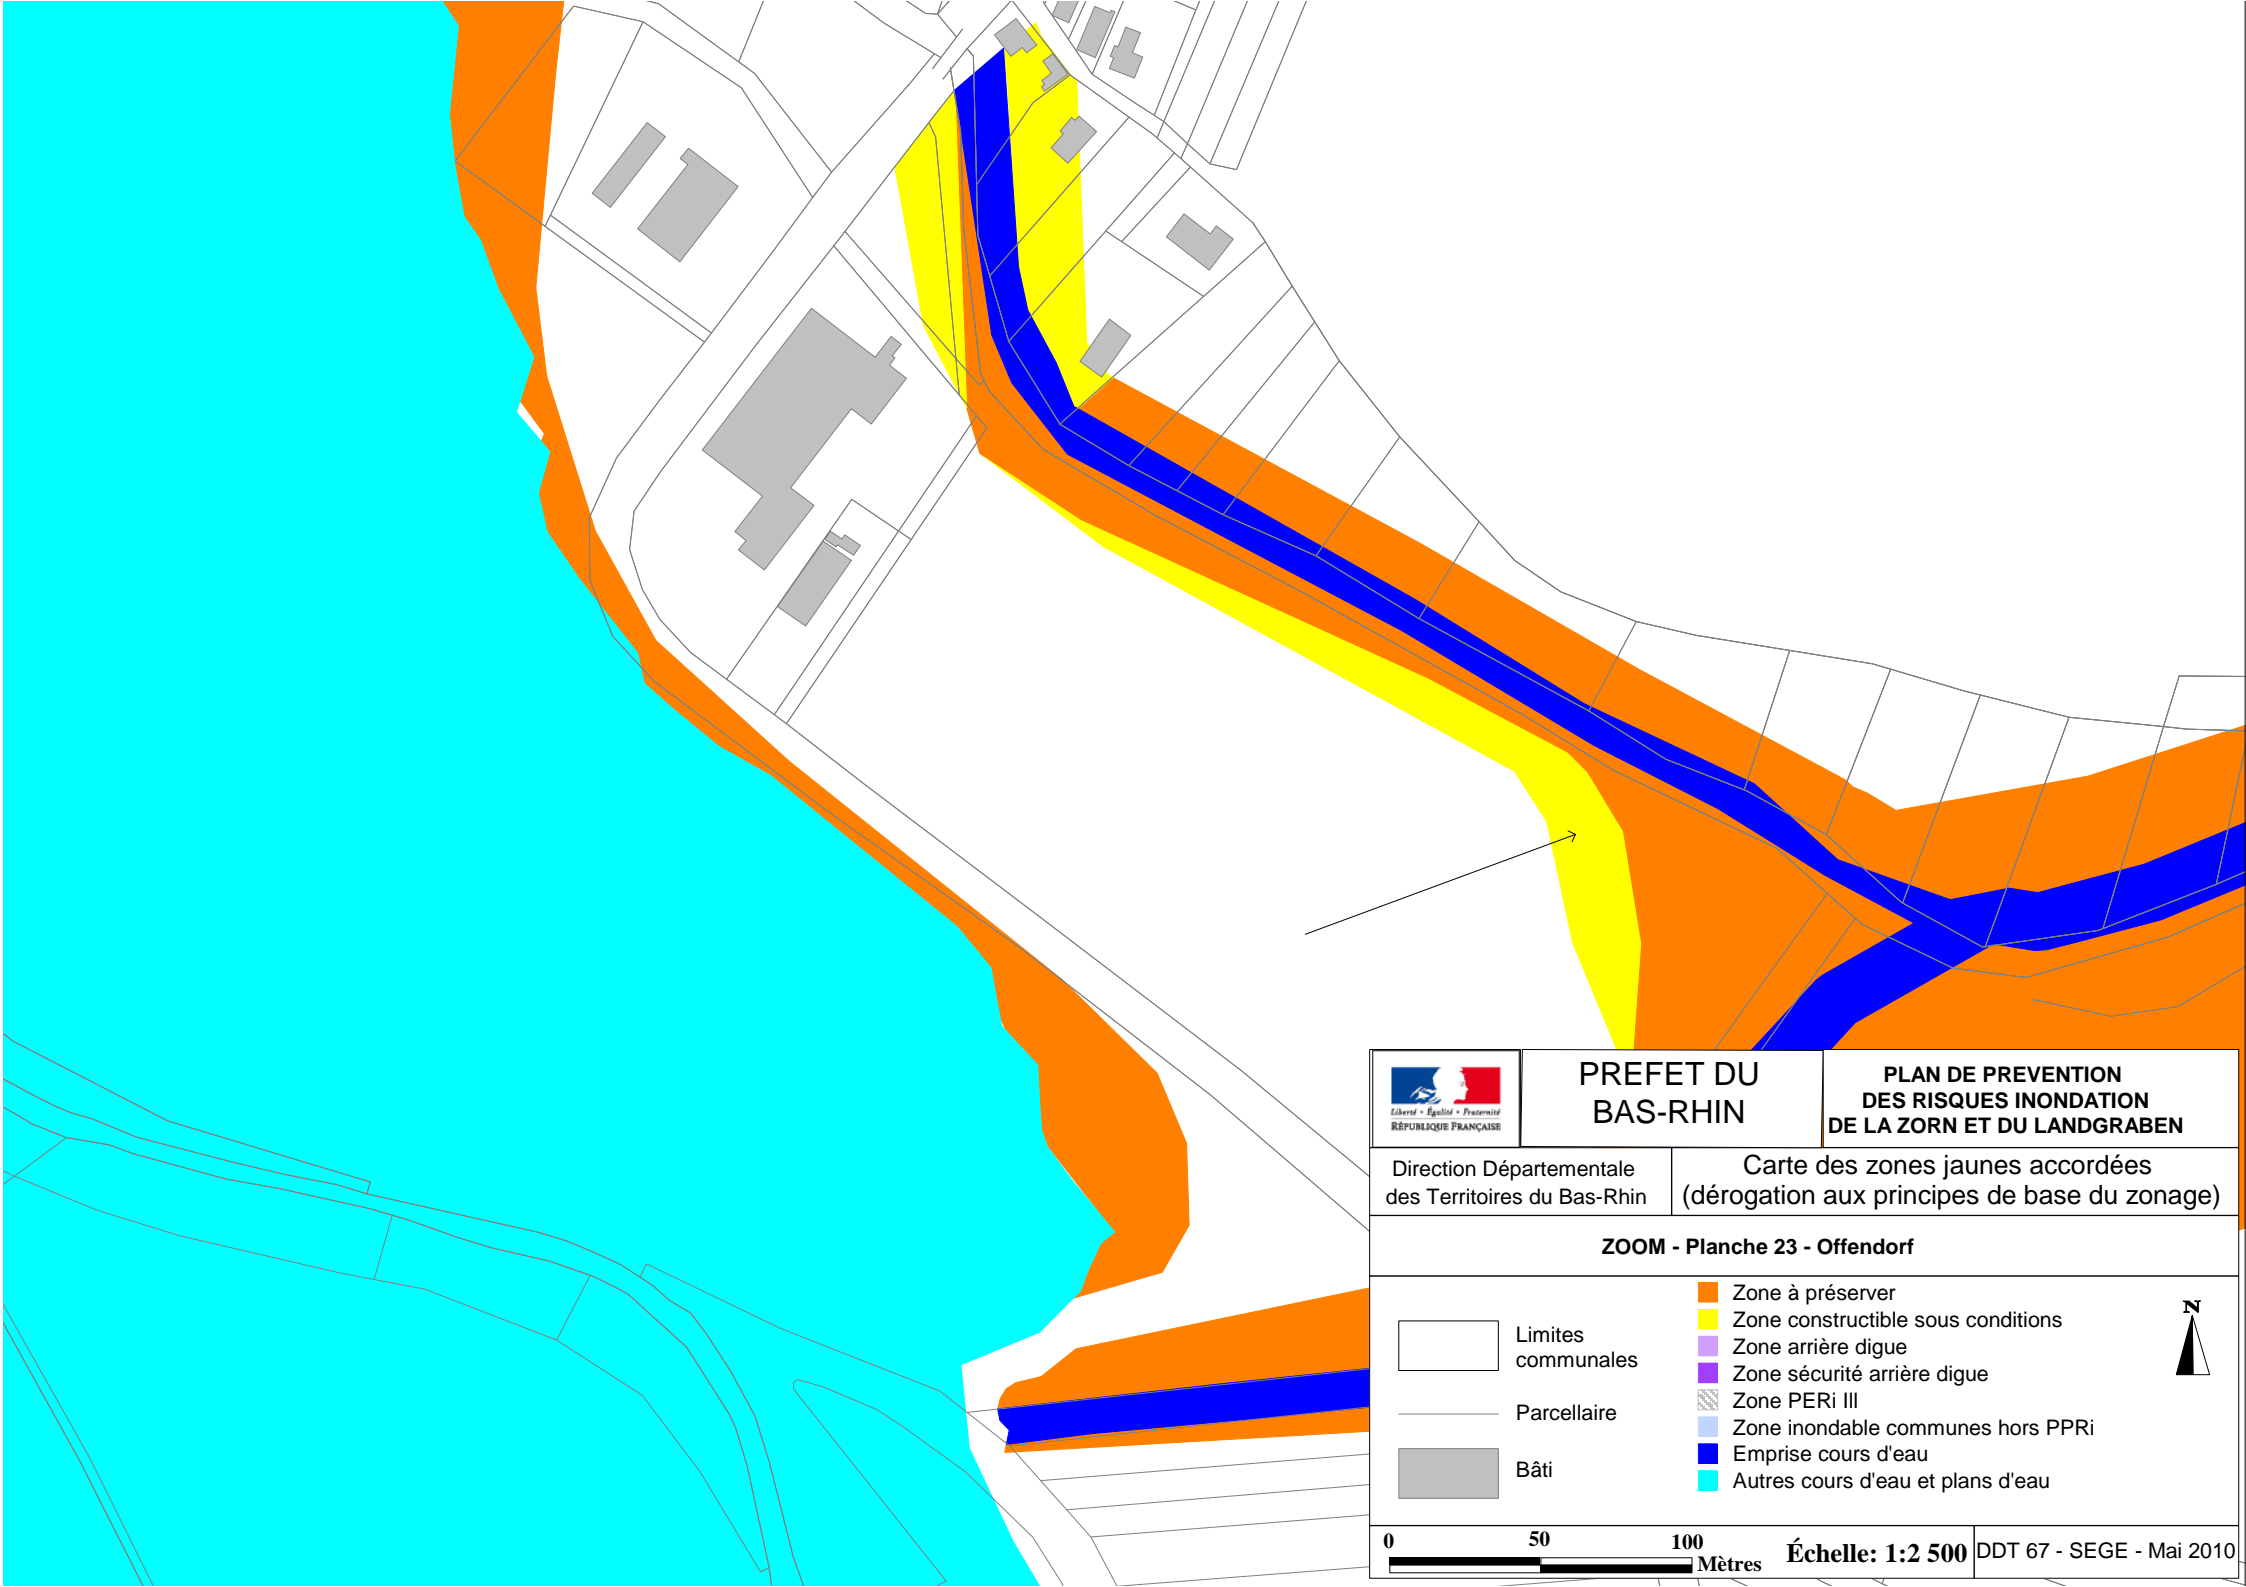 Liberté • Égalité • Fraternité
RÉPUBLIQUE FRANÇAISE
PREFET DU
BAS-RHIN
PLAN DE PREVENTION
DES RISQUES INONDATION
DE LA ZORN ET DU LANDGRABEN
Direction Départementale
des Territoires du Bas-Rhin
Carte des zones jaunes accordées
(dérogation aux principes de base du zonage)
ZOOM - Planche 23 - Offendorf
Limites
communales
Parcellaire
Bâti
Zone à préserver
Zone constructible sous conditions
Zone arrière digue
Zone sécurité arrière digue
Zone PERi III
Zone inondable communes hors PPRi
Emprise cours d'eau
Autres cours d'eau et plans d'eau
N
0 50 100
Mètres
Échelle: 1:2 500
DDT 67 - SEGE - Mai 2010